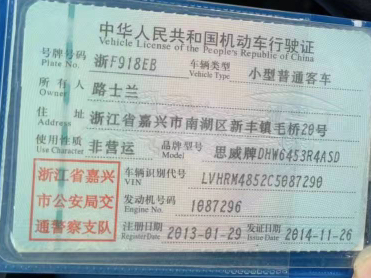 中华人民共和国机动车行驶证
Vehicle License of the People's Republic of China
号牌号码 浙F918EB 车辆类型 小型普通客车
Plate No. Vehicle Type
所有人 路士兰
Owner
住址 浙江省嘉兴市南湖区新丰镇毛桥20号
Address
使用性质 非营运 品牌型号 思威牌DHW6453R4ASD
Use Character Model
浙江省嘉兴
市公安局交
通警察支队
车辆识别代号 LVHRM4852C5087290
VIN
发动机号码 1087296
Engine No.
注册日期 2013-01-29 发证日期 2014-11-26
Register Date Issue Date